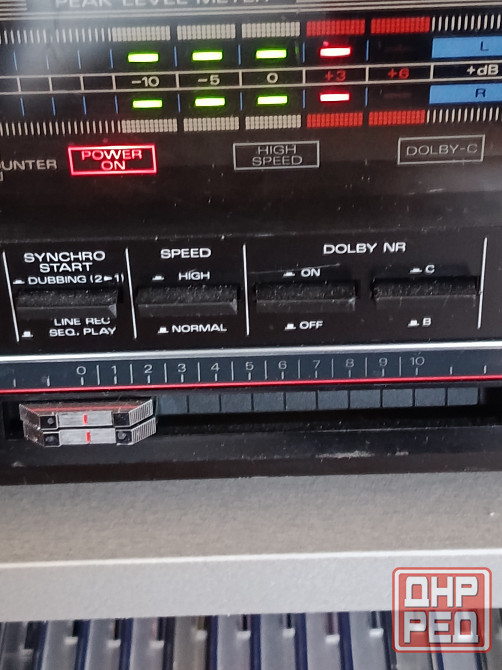 PEAK LEVEL METER
L
-10 -5 0 +3 +6 +dB
R
POWER
ON
HIGH
SPEED
DOLBY-C
SYNCHRO
START
DUBBING (2►1)
LINE REC
SEQ. PLAY
SPEED
HIGH
NORMAL
DOLBY NR
ON
OFF
C
B
0 1 2 3 4 5 6 7 8 9 10
ДНР
РЕД